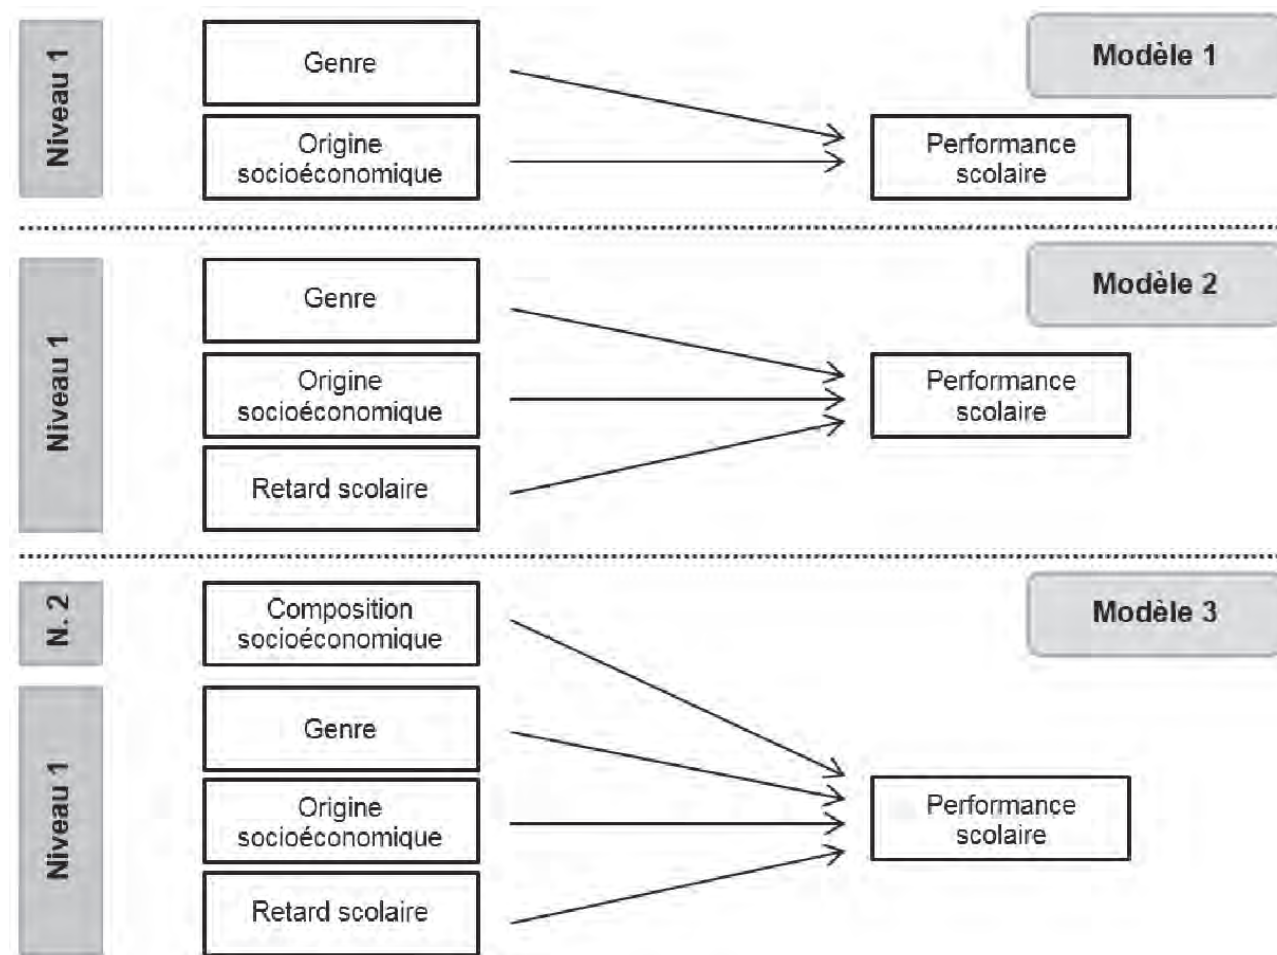 Niveau 1
Genre
Origine
socioéconomique
Modèle 1
Performance
scolaire
Niveau 1
Genre
Origine
socioéconomique
Retard scolaire
Modèle 2
Performance
scolaire
N. 2
Composition
socioéconomique
Modèle 3
Niveau 1
Genre
Origine
socioéconomique
Retard scolaire
Performance
scolaire